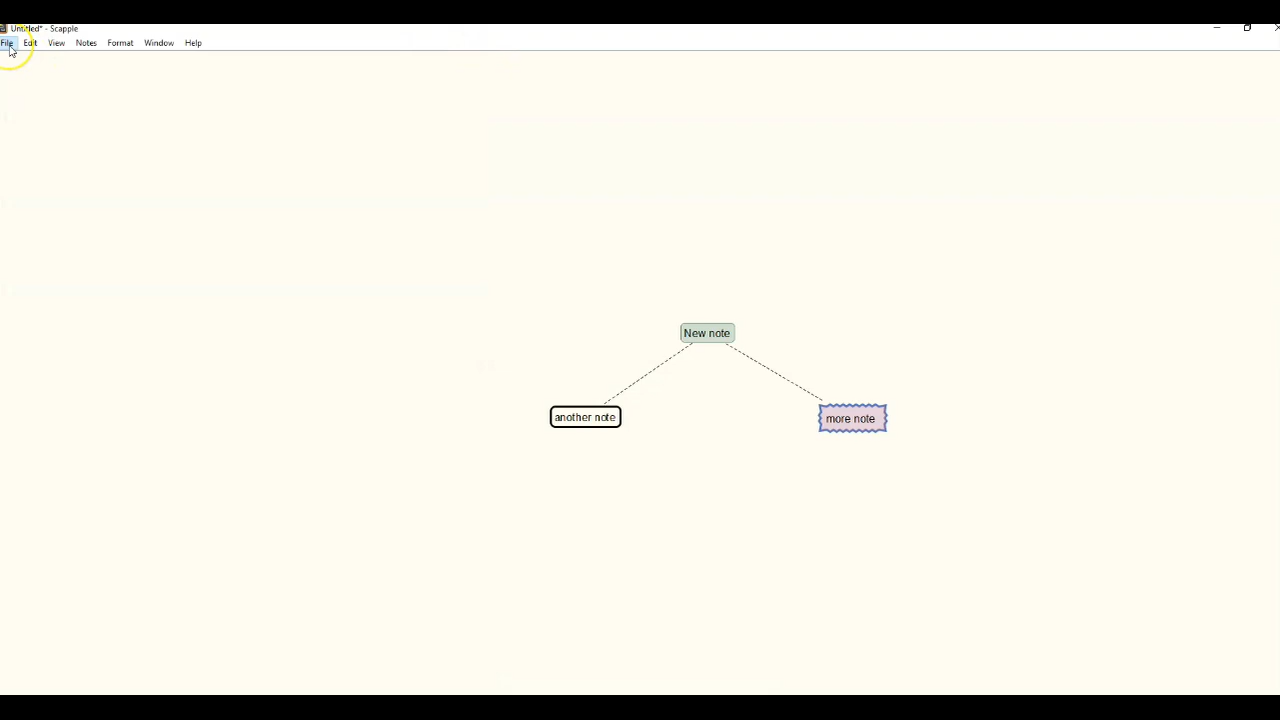 Untitled* - Scapple
File Edit View Notes Format Window Help
New note
another note
more note